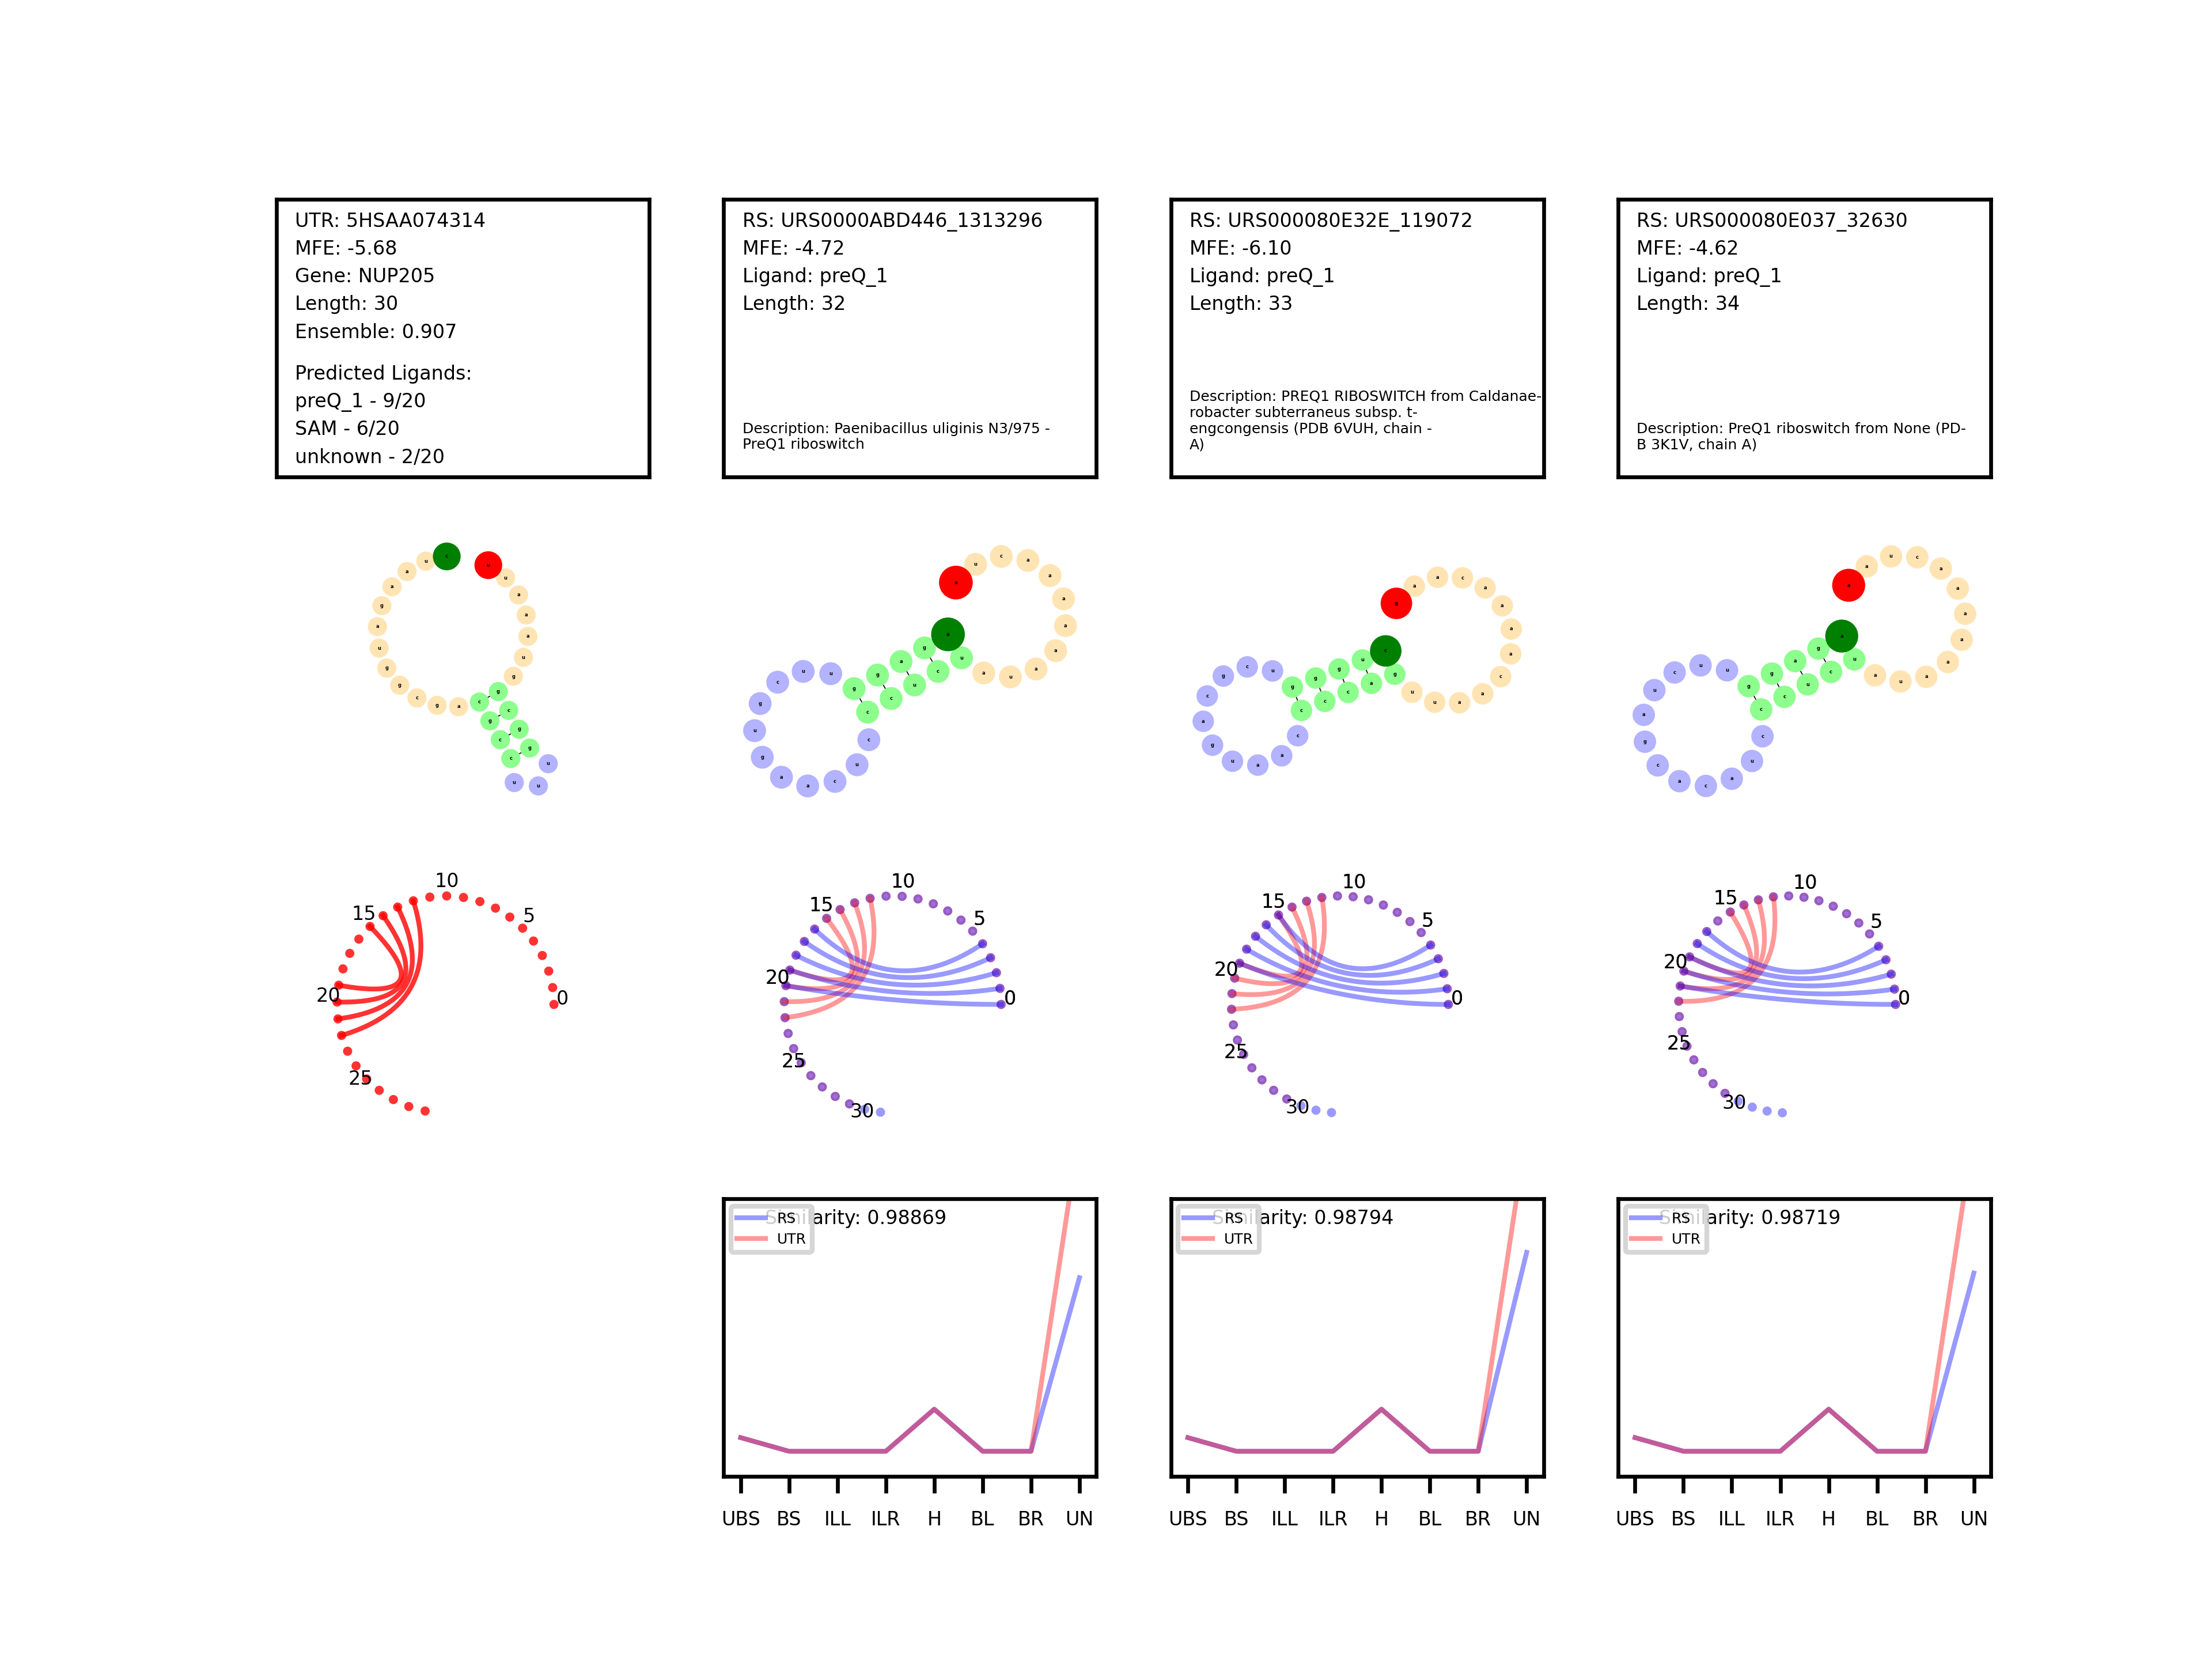 UTR: 5HSAA074314
MFE: -5.68
Gene: NUP205
Length: 30
Ensemble: 0.907
Predicted Ligands:
preQ_1 - 9/20
SAM - 6/20
unknown - 2/20
RS: URS0000ABD446_1313296
MFE: -4.72
Ligand: preQ_1
Length: 32
Description: Paenibacillus uliginis N3/975 -
PreQ1 riboswitch
RS: URS000080E32E_119072
MFE: -6.10
Ligand: preQ_1
Length: 33
Description: PREQ1 RIBOSWITCH from Caldanae-
robacter subterraneus subsp. t-
engcongensis (PDB 6VUH, chain -
A)
RS: URS000080E037_32630
MFE: -4.62
Ligand: preQ_1
Length: 34
Description: PreQ1 riboswitch from None (PD-
B 3K1V, chain A)
0
5
10
15
20
25
0
5
10
15
20
25
30
0
5
10
15
20
25
30
0
5
10
15
20
25
30
Similarity: 0.98869
RS
UTR
UBS BS ILL ILR H BL BR UN
Similarity: 0.98794
RS
UTR
UBS BS ILL ILR H BL BR UN
Similarity: 0.98719
RS
UTR
UBS BS ILL ILR H BL BR UN